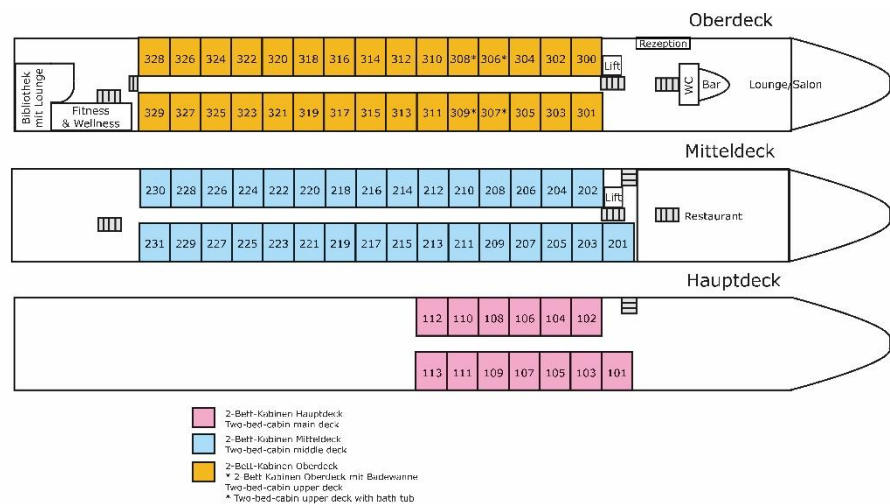 Oberdeck
Rezeption
328 326 324 322 320 318 316 314 312 310 308* 306* 304 302 300
Lift
Bibliothek
mit Lounge
Fitness
& Wellness
WC
Bar
Lounge/Salon
329 327 325 323 321 319 317 315 313 311 309* 307* 305 303 301
Mitteldeck
230 228 226 224 222 220 218 216 214 212 210 208 206 204 202
Lift
Restaurant
231 229 227 225 223 221 219 217 215 213 211 209 207 205 203 201
Hauptdeck
112 110 108 106 104 102
113 111 109 107 105 103 101
2-Bett-Kabinen Hauptdeck
Two-bed-cabin main deck
2-Bett-Kabinen Mitteldeck
Two-bed-cabin middle deck
2-Bett-Kabinen Oberdeck
* 2-Bett Kabinen Oberdeck mit Badewanne
Two-bed-cabin upper deck
* Two-bed-cabin upper deck with bath tub